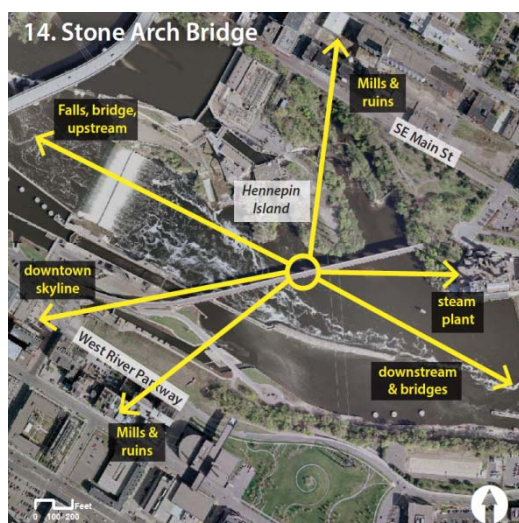 14. Stone Arch Bridge
Falls, bridge,
upstream
Mills &
ruins
SE Main St
Hennepin
Island
downtown
skyline
steam
plant
West River Parkway
downstream
& bridges
Mills &
ruins
Feet
0 100 200